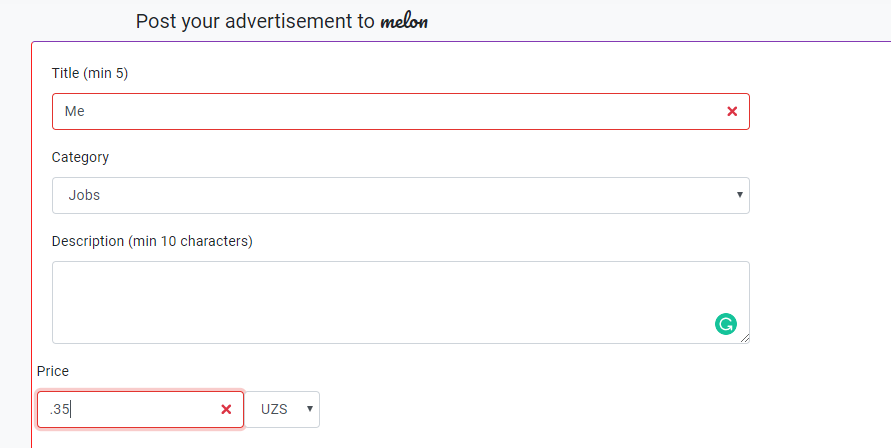 Post your advertisement to melon
Title (min 5)
Me
Category
Jobs
Description (min 10 characters)
Price
.35
UZS